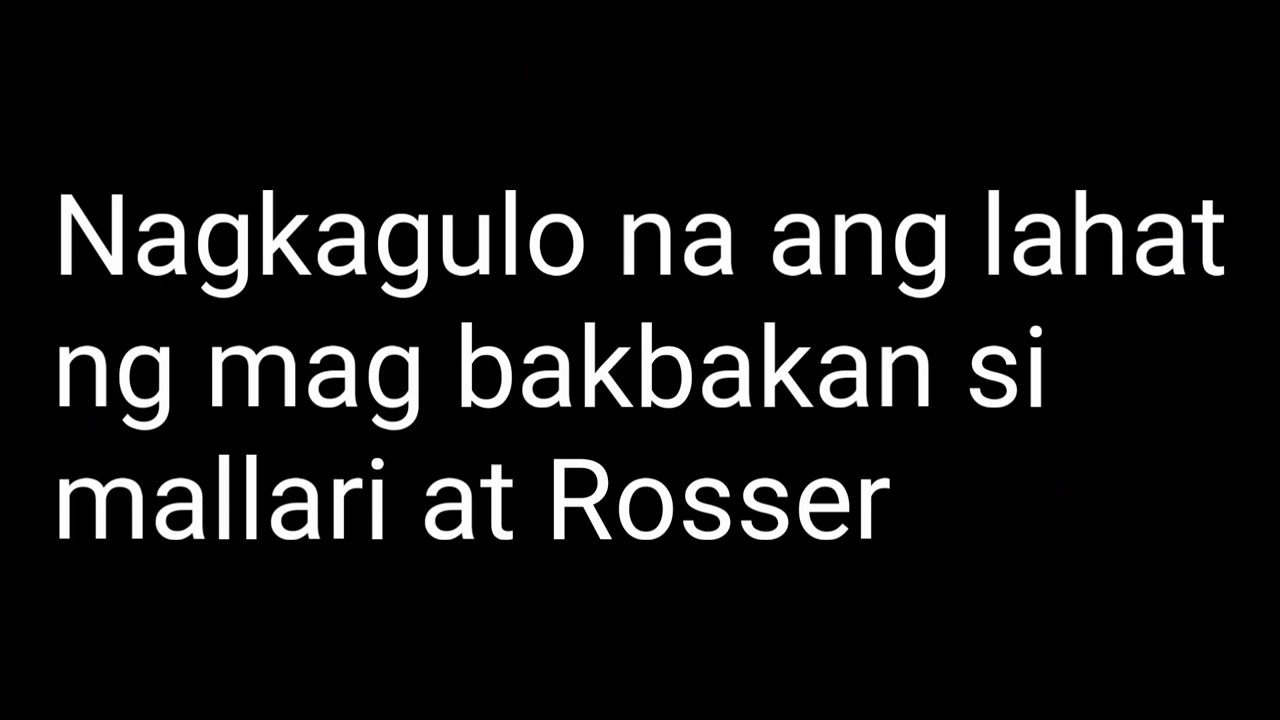 Nagkagulo na ang lahat
ng mag bakbakan si
mallari at Rosser